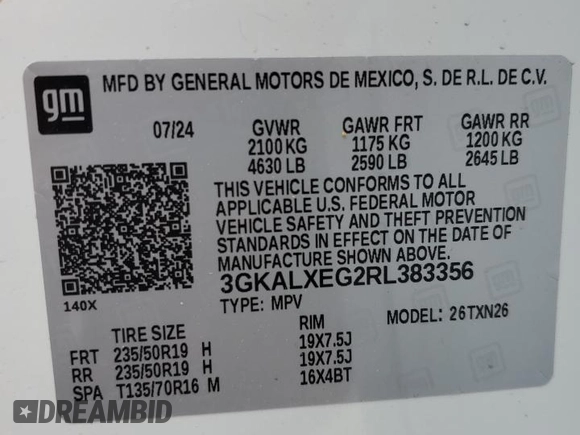 gm
MFD BY GENERAL MOTORS DE MEXICO, S. DE R.L. DE C.V.
07/24 GVWR GAWR FRT GAWR RR
2100 KG 1175 KG 1200 KG
4630 LB 2590 LB 2645 LB
THIS VEHICLE CONFORMS TO ALL
APPLICABLE U.S. FEDERAL MOTOR
VEHICLE SAFETY AND THEFT PREVENTION
STANDARDS IN EFFECT ON THE DATE OF
MANUFACTURE SHOWN ABOVE.
3GKALXEG2RL383356
140X
TYPE: MPV MODEL: 26TXN26
TIRE SIZE RIM
FRT 235/50R19 H 19X7.5J
RR 235/50R19 H 19X7.5J
SPA T135/70R16 M 16X4BT
DREAMBID